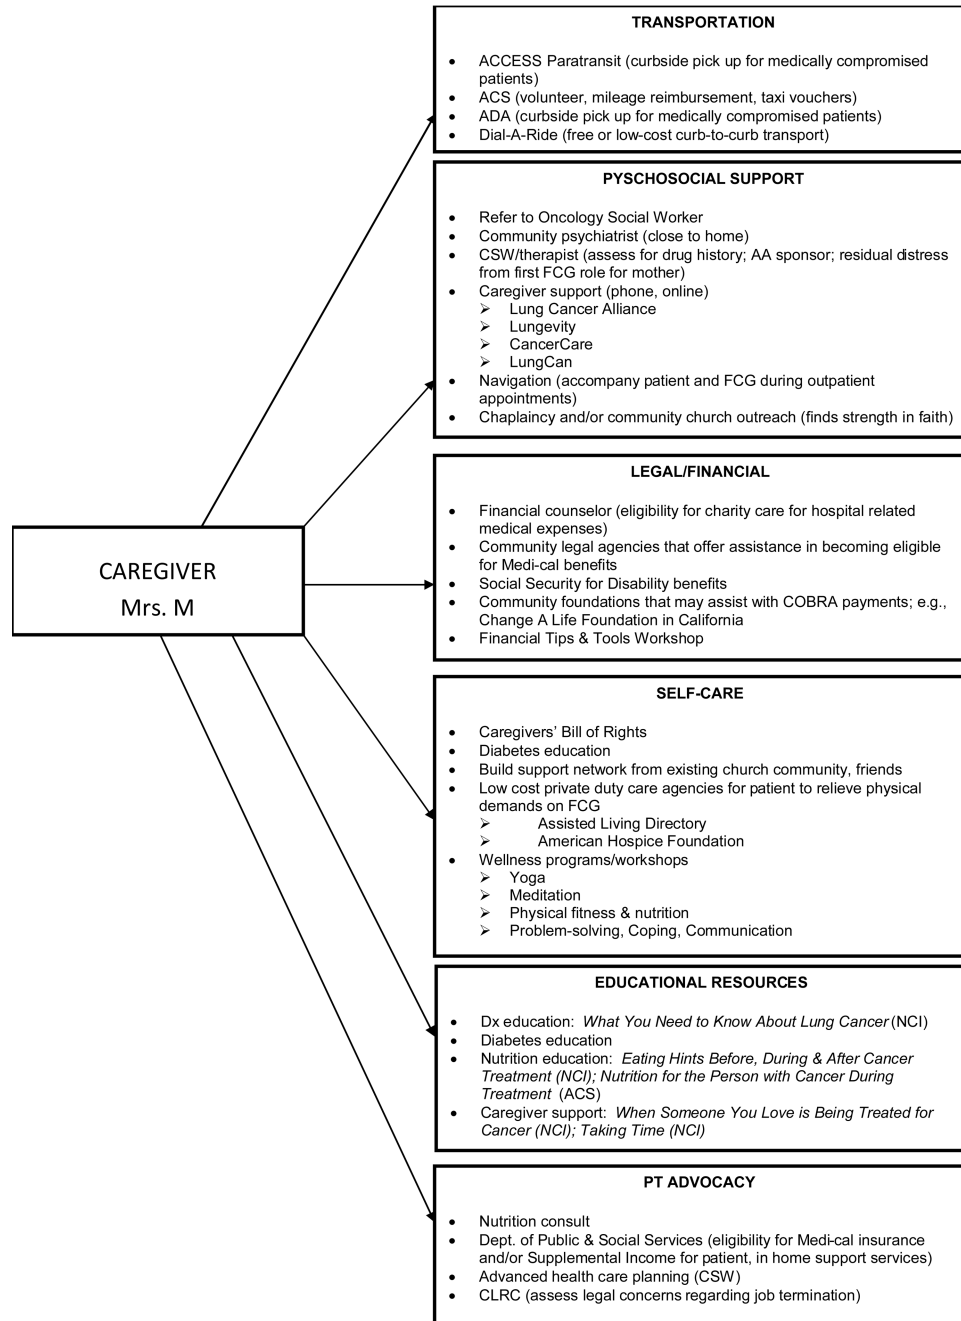 TRANSPORTATION
• ACCESS Paratransit (curbside pick up for medically compromised
patients)
• ACS (volunteer, mileage reimbursement, taxi vouchers)
• ADA (curbside pick up for medically compromised patients)
• Dial-A-Ride (free or low-cost curb-to-curb transport)
PYSCHOSOCIAL SUPPORT
• Refer to Oncology Social Worker
• Community psychiatrist (close to home)
• CSW/therapist (assess for drug history; AA sponsor; residual distress
from first FCG role for mother)
• Caregiver support (phone, online)
➢ Lung Cancer Alliance
➢ Lungevity
➢ CancerCare
➢ LungCan
• Navigation (accompany patient and FCG during outpatient
appointments)
• Chaplaincy and/or community church outreach (finds strength in faith)
LEGAL/FINANCIAL
• Financial counselor (eligibility for charity care for hospital related
medical expenses)
• Community legal agencies that offer assistance in becoming eligible
for Medi-cal benefits
• Social Security for Disability benefits
• Community foundations that may assist with COBRA payments; e.g.,
Change A Life Foundation in California
• Financial Tips & Tools Workshop
CAREGIVER
Mrs. M
SELF-CARE
• Caregivers' Bill of Rights
• Diabetes education
• Build support network from existing church community, friends
• Low cost private duty care agencies for patient to relieve physical
demands on FCG
➢ Assisted Living Directory
➢ American Hospice Foundation
• Wellness programs/workshops
➢ Yoga
➢ Meditation
➢ Physical fitness & nutrition
➢ Problem-solving, Coping, Communication
EDUCATIONAL RESOURCES
• Dx education: What You Need to Know About Lung Cancer (NCI)
• Diabetes education
• Nutrition education: Eating Hints Before, During & After Cancer
Treatment (NCI); Nutrition for the Person with Cancer During
Treatment (ACS)
• Caregiver support: When Someone You Love is Being Treated for
Cancer (NCI); Taking Time (NCI)
PT ADVOCACY
• Nutrition consult
• Dept. of Public & Social Services (eligibility for Medi-cal insurance
and/or Supplemental Income for patient, in home support services)
• Advanced health care planning (CSW)
• CLRC (assess legal concerns regarding job termination)